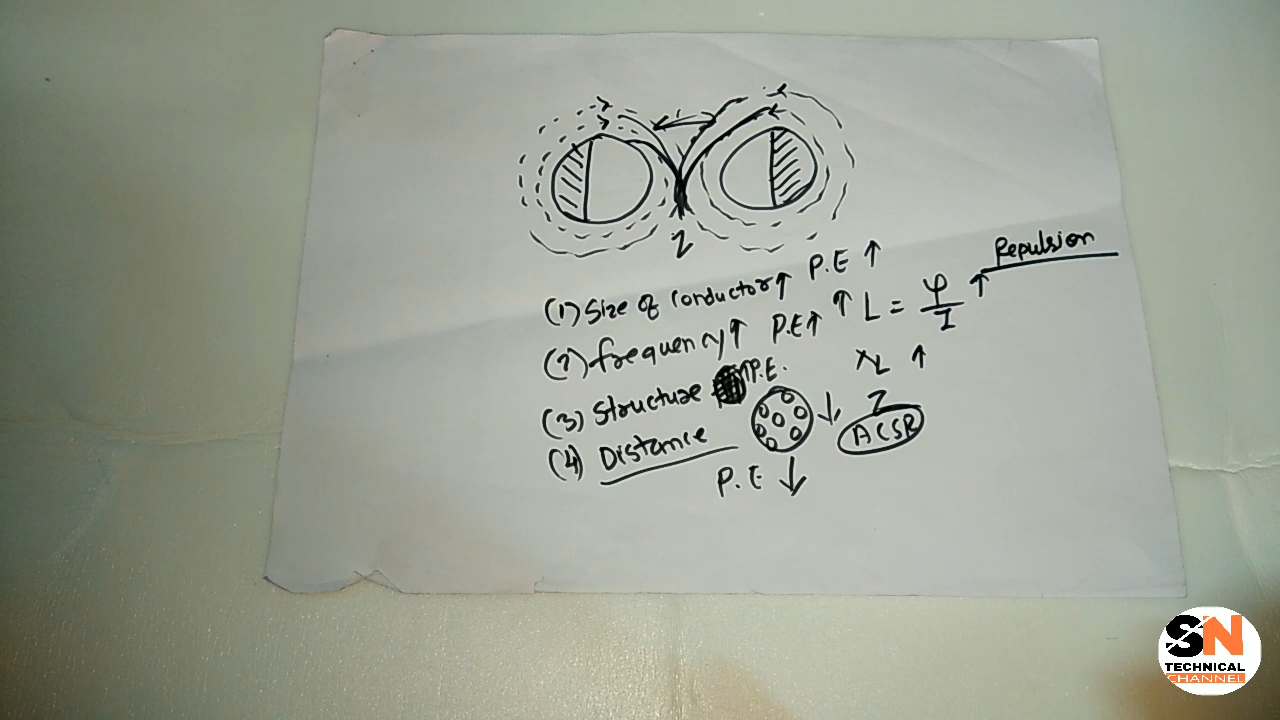 Repulsion
(1) Size of conductor↑ P.E ↑
(2) frequency↑ P.E↑ ↑ L = φ/I ↑
(3) Structure ↑P.E.
XL ↑
(4) Distance
ACSR
P.E ↓
SN
TECHNICAL
CHANNEL